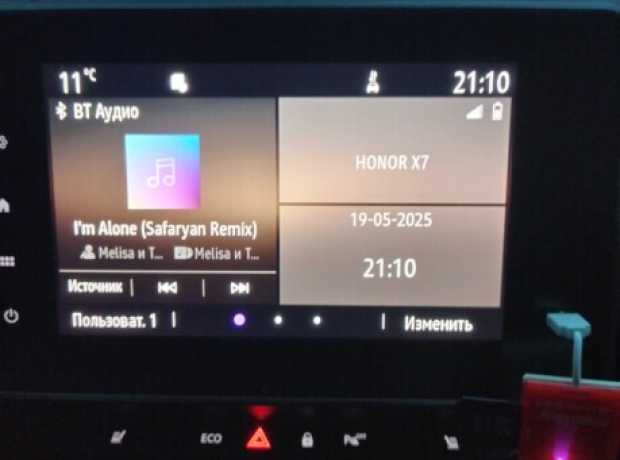 11°C
21:10
BT Аудио
HONOR X7
I'm Alone (Safaryan Remix)
Melisa и T...
Melisa и T...
19-05-2025
21:10
Источник
Пользоват. 1
Изменить
ECO